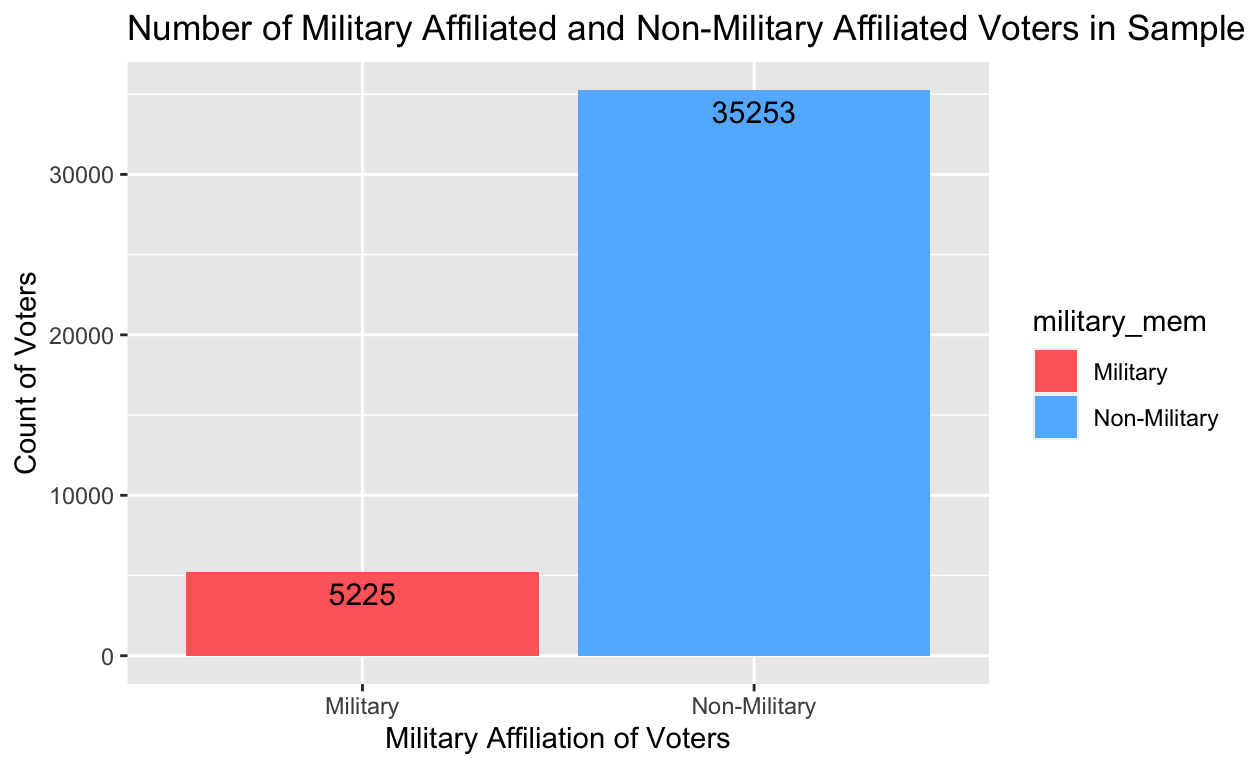 Number of Military Affiliated and Non-Military Affiliated Voters in Sample
Count of Voters
30000
20000
10000
0
35253
5225
Military
Non-Military
Military Affiliation of Voters
military_mem
Military
Non-Military